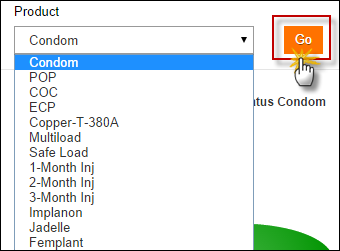 Product
Condom
Go
Condom
POP
COC
ECP
Copper-T-380A
tus Condom
Multiload
Safe Load
1-Month Inj
2-Month Inj
3-Month Inj
Implanon
Jadelle
Femplant